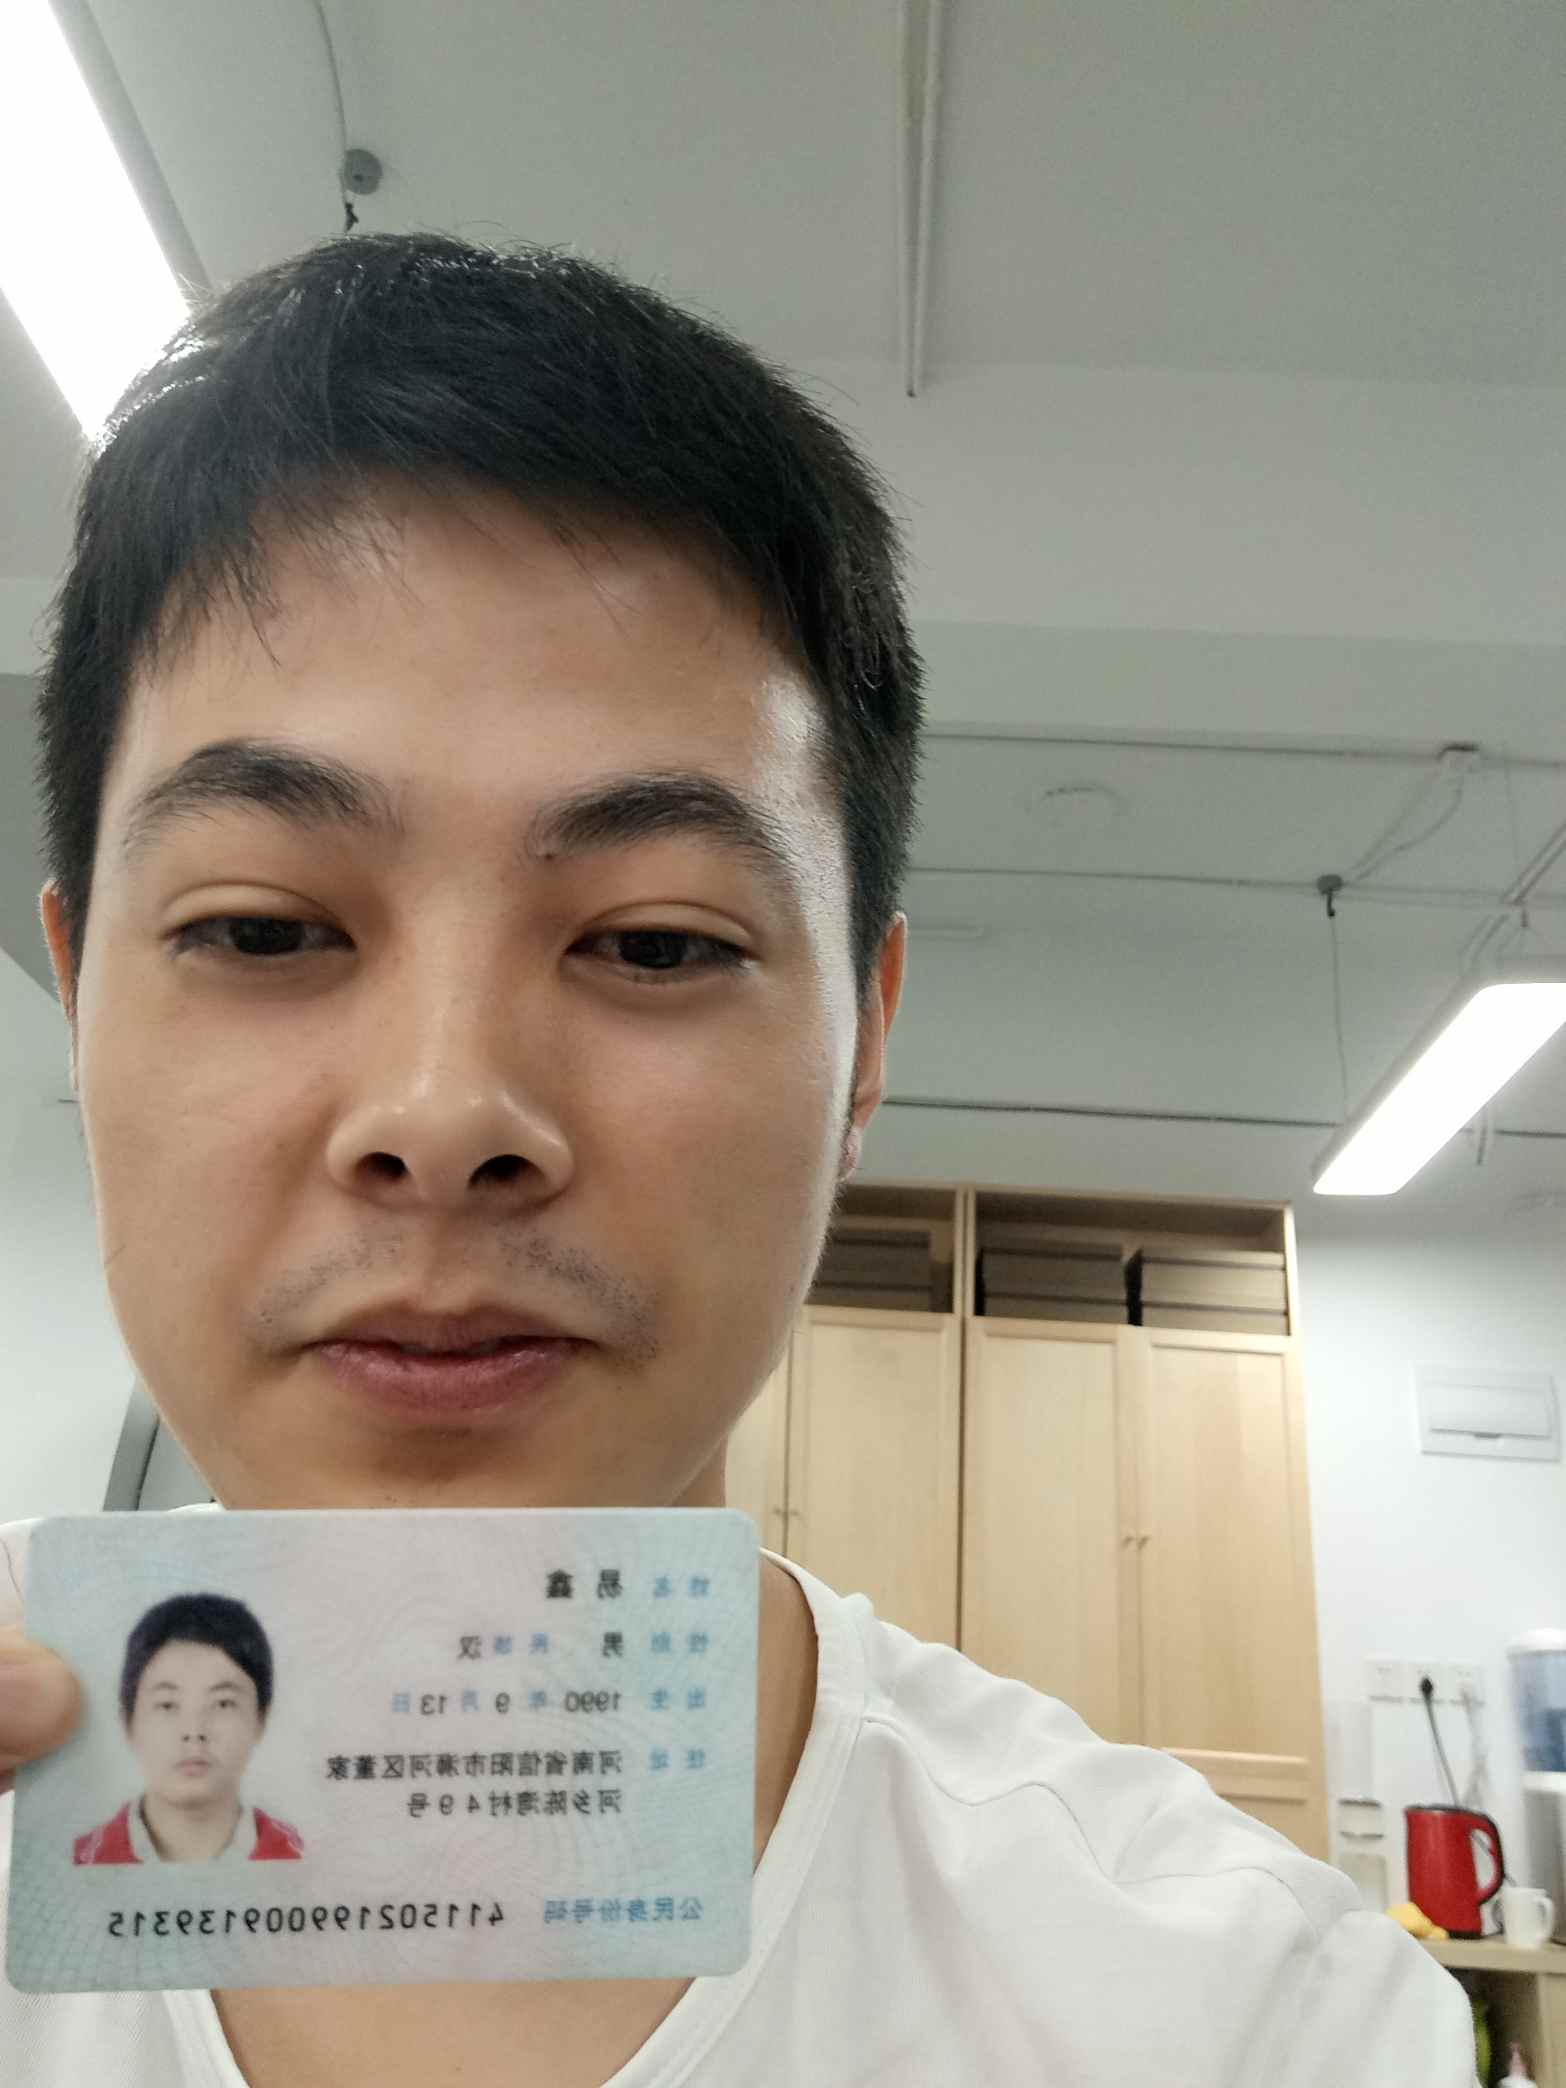 姓名 易鑫
性别 男 民族 汉
出生 1990 年 9 月 13 日
住址 河南省信阳市浉河区董家
河乡陈湾村49号
公民身份号码 411502199009139315